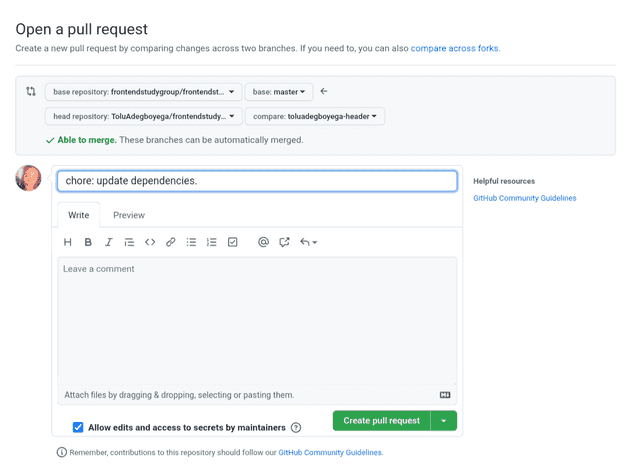 Open a pull request
Create a new pull request by comparing changes across two branches. If you need to, you can also compare across forks.
base repository: frontendstudygroup/frontendst... base: master
head repository: ToluAdegboyega/frontendstudy... compare: toluadegboyega-header
Able to merge. These branches can be automatically merged.
chore: update dependencies.
Helpful resources
GitHub Community Guidelines
Write Preview
H B I
Leave a comment
Attach files by dragging & dropping, selecting or pasting them.
Allow edits and access to secrets by maintainers ?
Create pull request
Remember, contributions to this repository should follow our GitHub Community Guidelines.